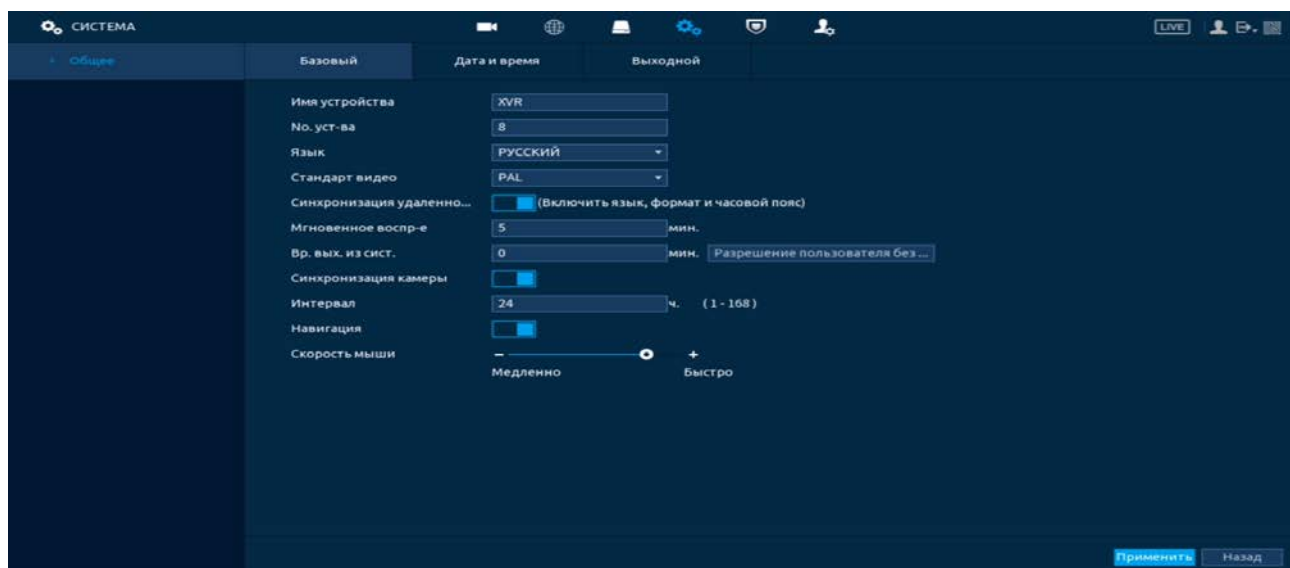 СИСТЕМА LIVE
Общее Базовый Дата и время Выходной
Имя устройства XVR
No. уст-ва 8
Язык РУССКИЙ
Стандарт видео PAL
Синхронизация удаленно... (Включить язык, формат и часовой пояс)
Мгновенное воспр-е 5 мин.
Вр. вых. из сист. 0 мин. Разрешение пользователя без ...
Синхронизация камеры
Интервал 24 ч. (1 - 168)
Навигация
Скорость мыши − +
Медленно Быстро
Применить Назад